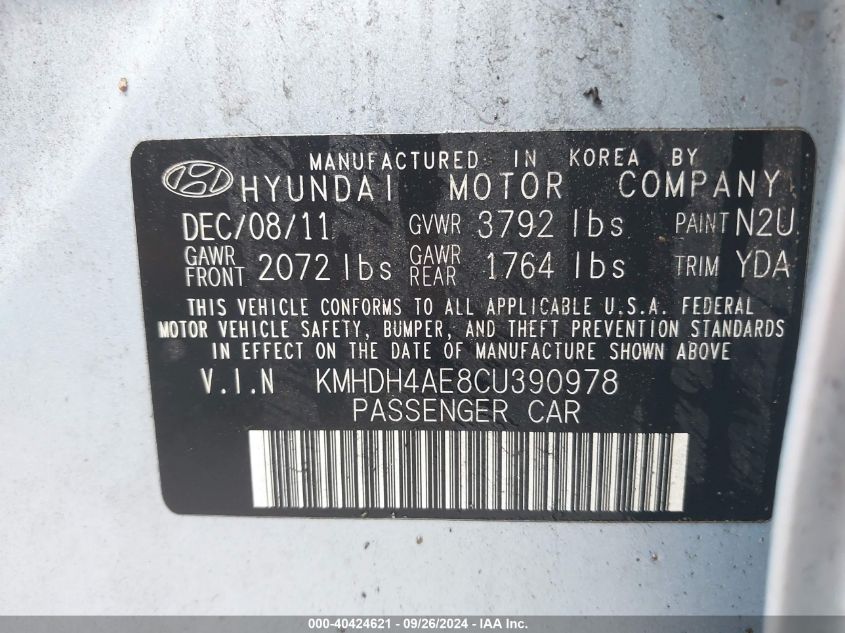 MANUFACTURED IN KOREA BY
HYUNDAI MOTOR COMPANY
DEC/08/11 GVWR 3792 lbs PAINT N2U
GAWR FRONT 2072 lbs GAWR REAR 1764 lbs TRIM YDA
THIS VEHICLE CONFORMS TO ALL APPLICABLE U.S.A. FEDERAL
MOTOR VEHICLE SAFETY, BUMPER, AND THEFT PREVENTION STANDARDS
IN EFFECT ON THE DATE OF MANUFACTURE SHOWN ABOVE
V.I.N KMHDH4AE8CU390978
PASSENGER CAR
000-40424621 - 09/26/2024 - © IAA, Inc.